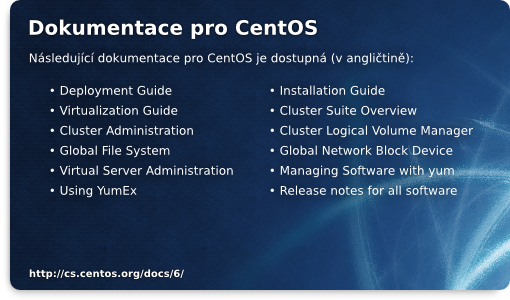 Dokumentace pro CentOS
Následující dokumentace pro CentOS je dostupná (v angličtině):
• Deployment Guide
• Virtualization Guide
• Cluster Administration
• Global File System
• Virtual Server Administration
• Using YumEx
• Installation Guide
• Cluster Suite Overview
• Cluster Logical Volume Manager
• Global Network Block Device
• Managing Software with yum
• Release notes for all software
http://cs.centos.org/docs/6/